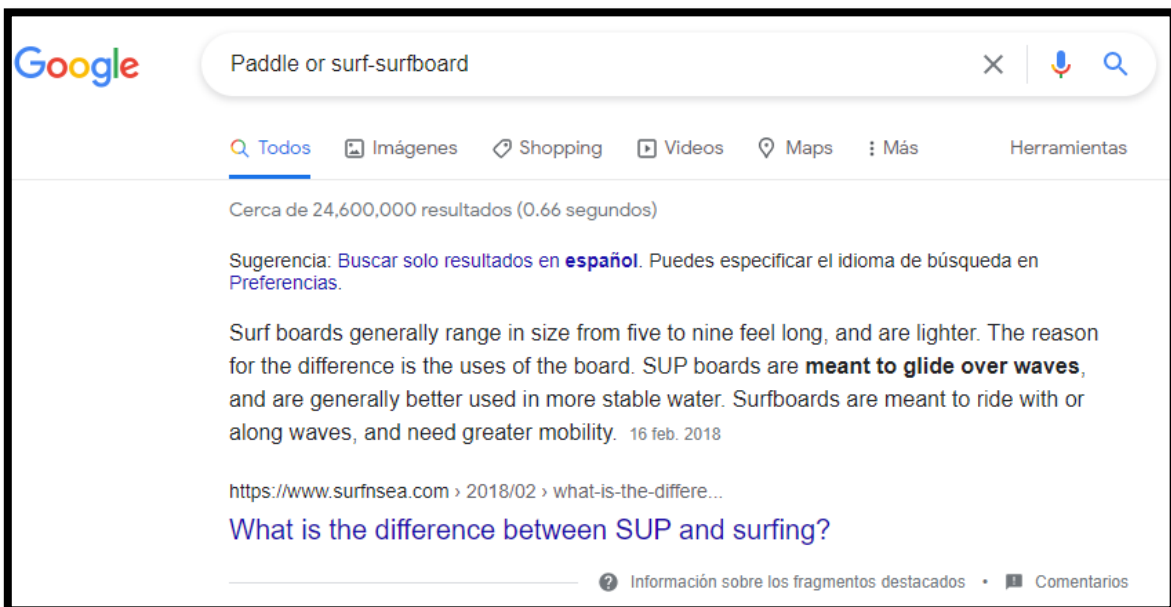 Google
Paddle or surf-surfboard
Todos Imágenes Shopping Videos Maps Más Herramientas
Cerca de 24,600,000 resultados (0.66 segundos)
Sugerencia: Buscar solo resultados en español. Puedes especificar el idioma de búsqueda en
Preferencias.
Surf boards generally range in size from five to nine feel long, and are lighter. The reason
for the difference is the uses of the board. SUP boards are meant to glide over waves,
and are generally better used in more stable water. Surfboards are meant to ride with or
along waves, and need greater mobility. 16 feb. 2018
https://www.surfnsea.com › 2018/02 › what-is-the-differe...
What is the difference between SUP and surfing?
Información sobre los fragmentos destacados • Comentarios